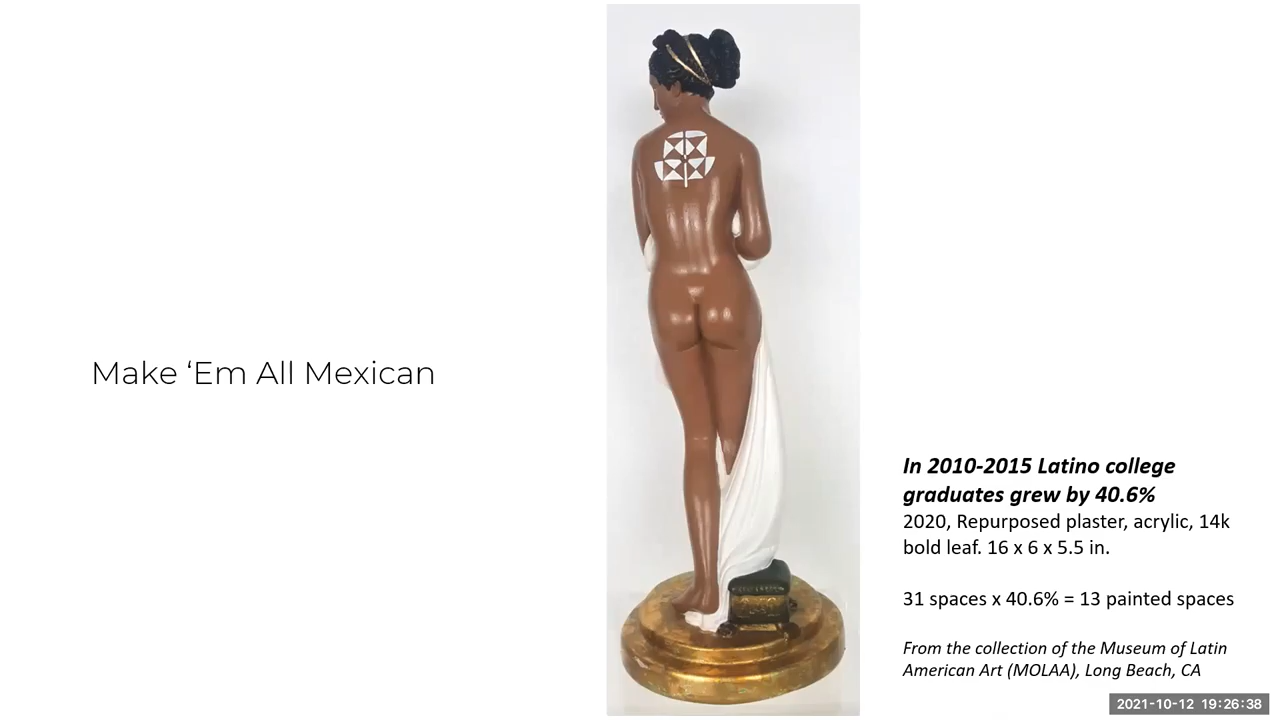 Make ‘Em All Mexican
In 2010-2015 Latino college
graduates grew by 40.6%
2020, Repurposed plaster, acrylic, 14k
bold leaf. 16 x 6 x 5.5 in.
31 spaces x 40.6% = 13 painted spaces
From the collection of the Museum of Latin
American Art (MOLAA), Long Beach, CA
2021-10-12 19:26:38